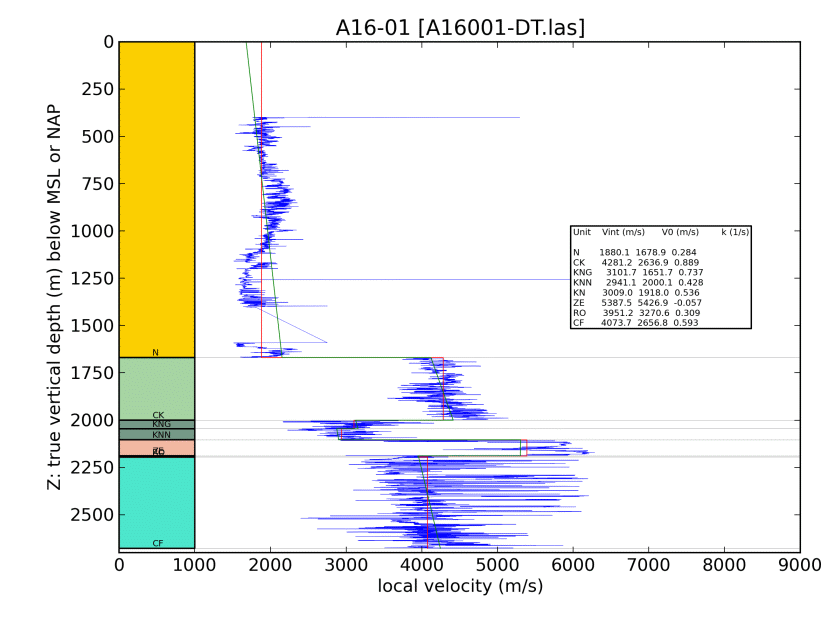 A16-01 [A16001-DT.las]
0
250
500
750
1000
1250
1500
1750
2000
2250
2500
Z: true vertical depth (m) below MSL or NAP
N
CK
KNG
KNN
ZE
CF
Unit Vint (m/s) V0 (m/s) k (1/s)
N 1880.1 1678.9 0.284
CK 4281.2 2636.9 0.889
KNG 3101.7 1651.7 0.737
KNN 2941.1 2000.1 0.428
KN 3009.0 1918.0 0.536
ZE 5387.5 5426.9 -0.057
RO 3951.2 3270.6 0.309
CF 4073.7 2656.8 0.593
0 1000 2000 3000 4000 5000 6000 7000 8000 9000
local velocity (m/s)